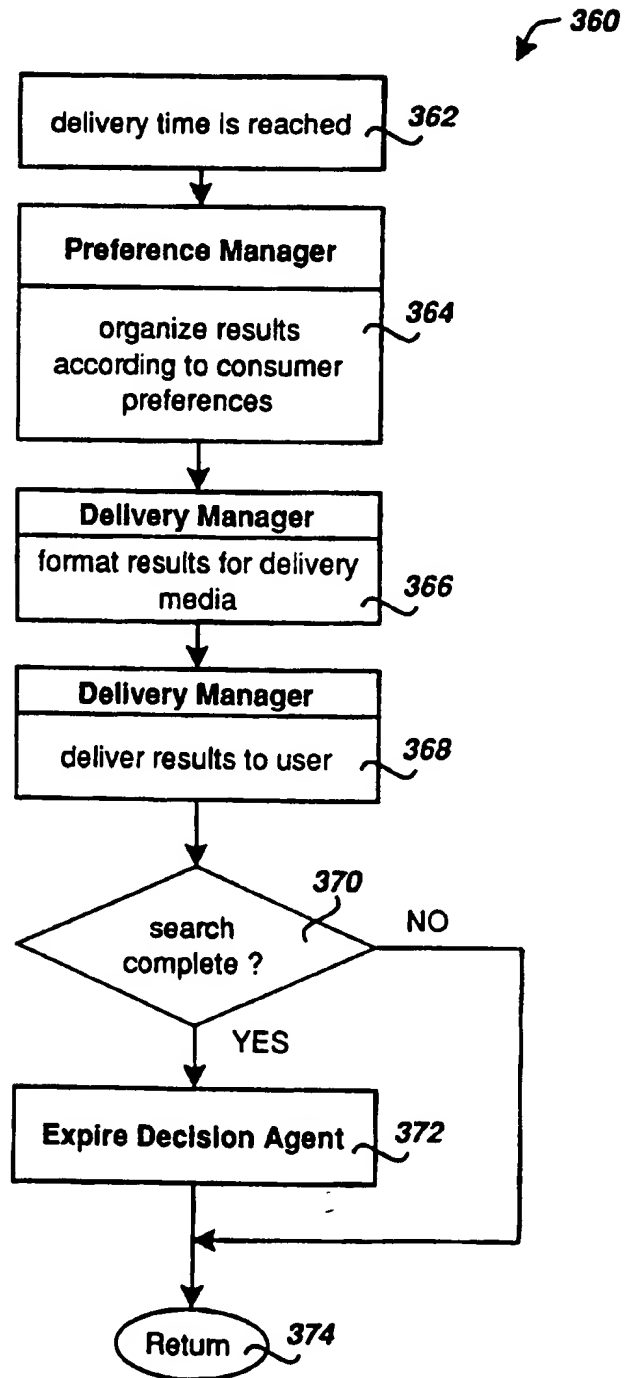 360
delivery time is reached
362
Preference Manager
organize results
according to consumer
preferences
364
Delivery Manager
format results for delivery
media
366
Delivery Manager
deliver results to user
368
370
search
complete ?
NO
YES
Expire Decision Agent
372
Return
374